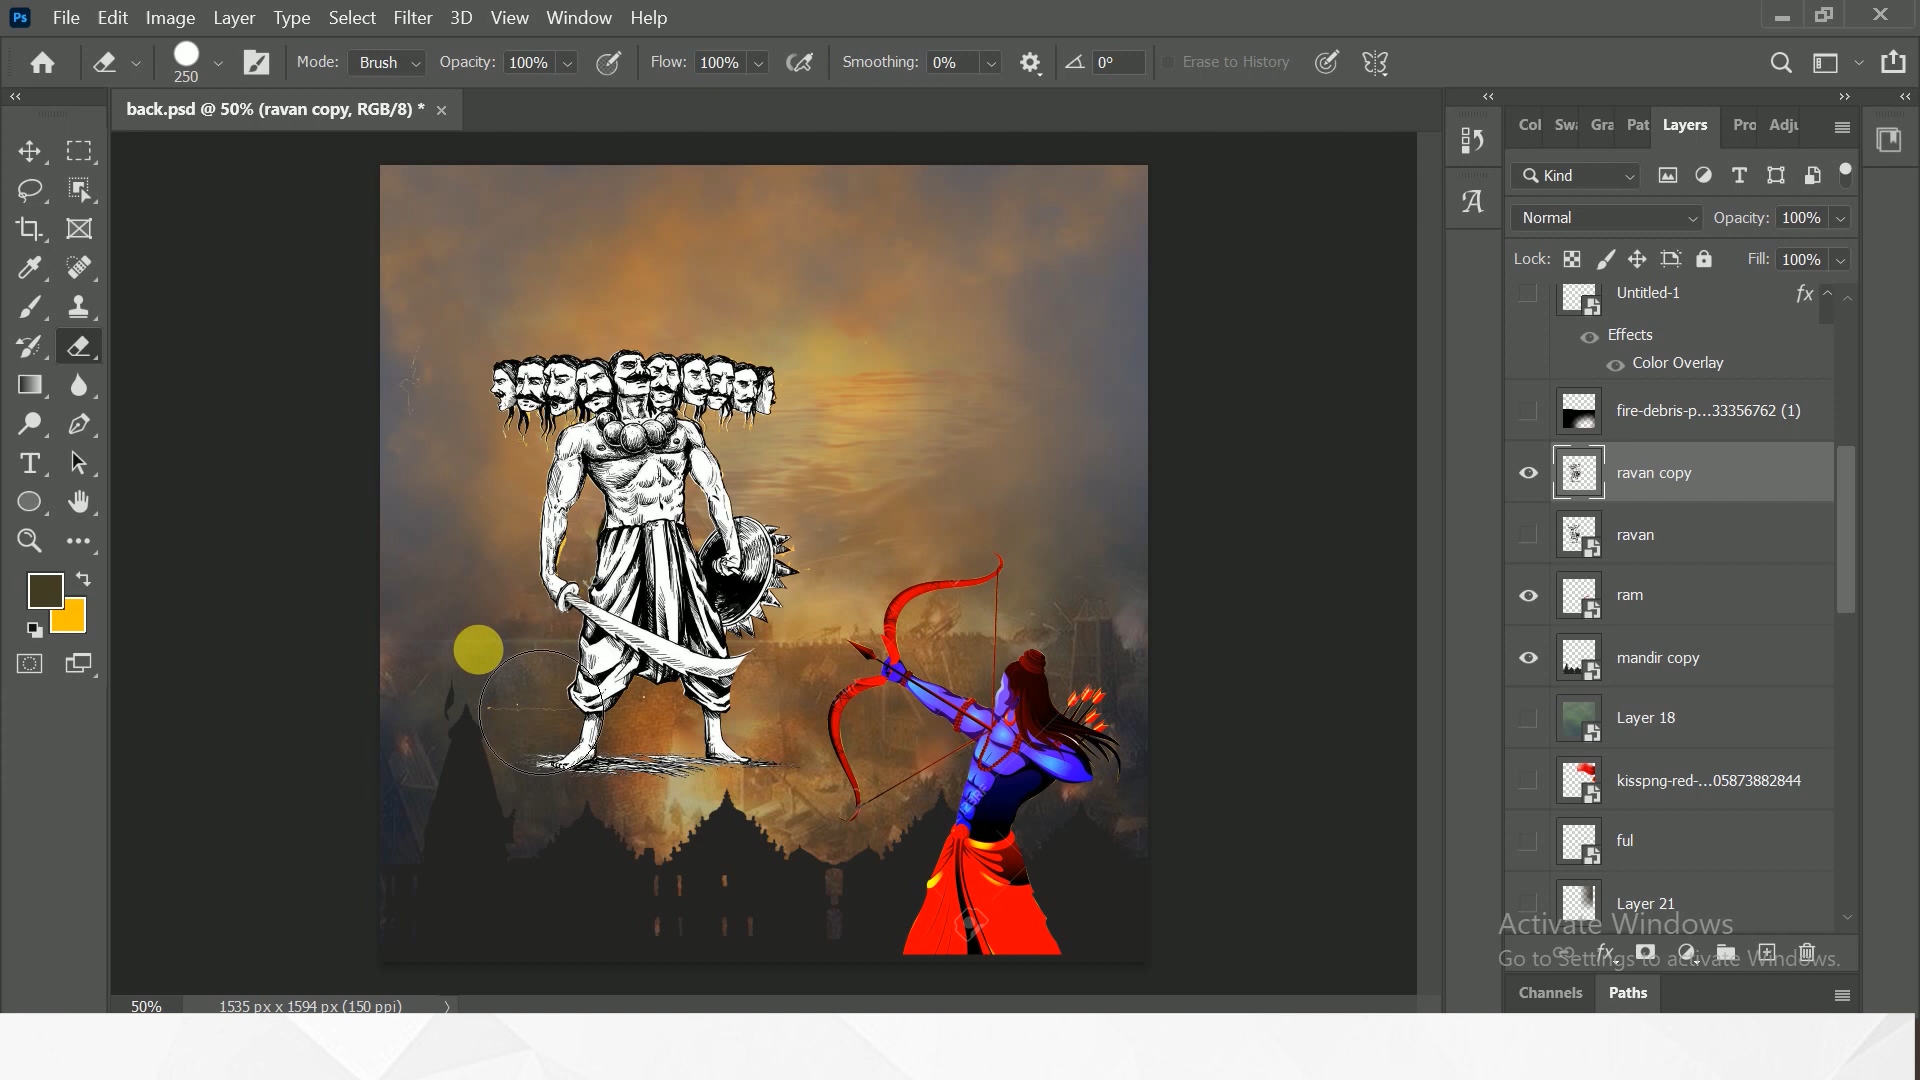 Ps File Edit Image Layer Type Select Filter 3D View Window Help
250 Mode: Brush Opacity: 100% Flow: 100% Smoothing: 0% 0° Erase to History
back.psd @ 50% (ravan copy, RGB/8) *
Col Swa Gra Pat Layers Pro Adju
Kind
Normal Opacity: 100%
Lock: Fill: 100%
Untitled-1 fx
Effects
Color Overlay
fire-debris-p...33356762 (1)
ravan copy
ravan
ram
mandir copy
Layer 18
kisspng-red-...05873882844
ful
Layer 21
Activate Windows
Go to Settings to activate Windows.
Channels Paths
50% 1535 px x 1594 px (150 ppi)